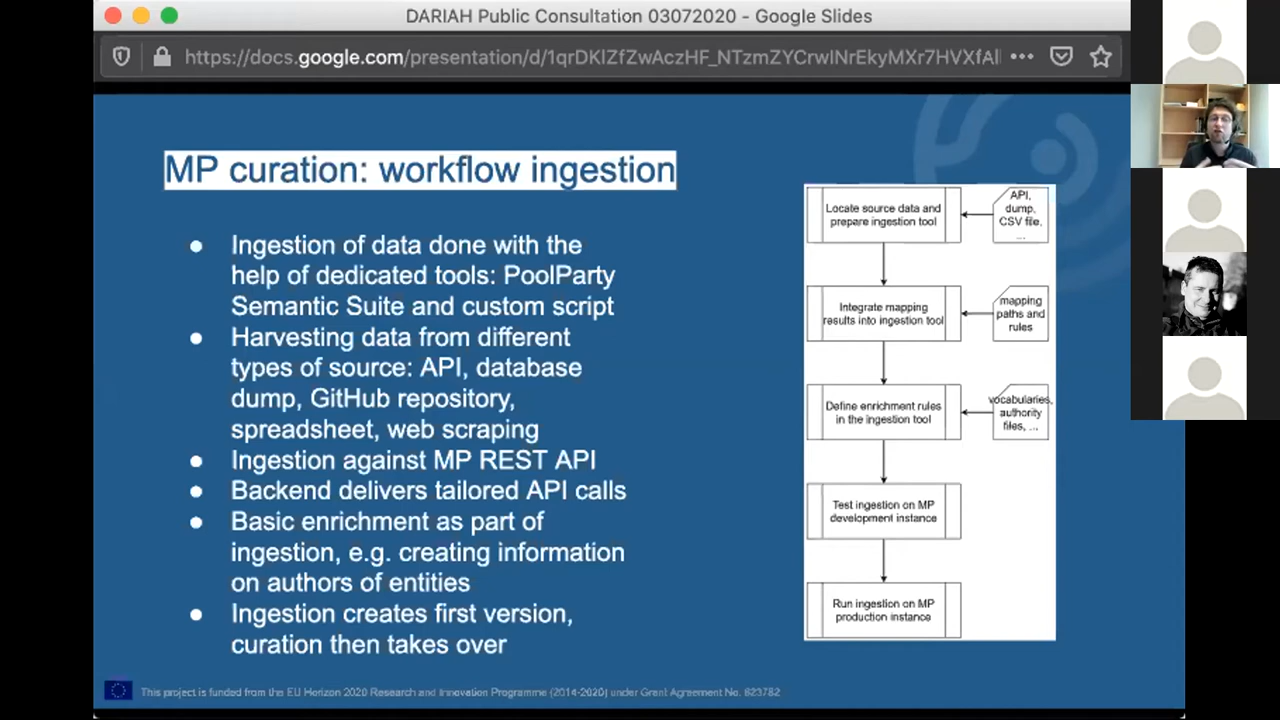 DARIAH Public Consultation 03072020 - Google Slides
MP curation: workflow ingestion
● Ingestion of data done with the
help of dedicated tools: PoolParty
Semantic Suite and custom script
● Harvesting data from different
types of source: API, database
dump, GitHub repository,
spreadsheet, web scraping
● Ingestion against MP REST API
● Backend delivers tailored API calls
● Basic enrichment as part of
ingestion, e.g. creating information
on authors of entities
● Ingestion creates first version,
curation then takes over
Locate source data and
prepare ingestion tool
API,
dump,
CSV file,
...
Integrate mapping
results into ingestion tool
mapping
paths and
rules
Define enrichment rules
in the ingestion tool
vocabularies,
authority
files, ...
Test ingestion on MP
development instance
Run ingestion on MP
production instance
This project is funded from the EU Horizon 2020 Research and Innovation Programme (2014-2020) under Grant Agreement No. 823782